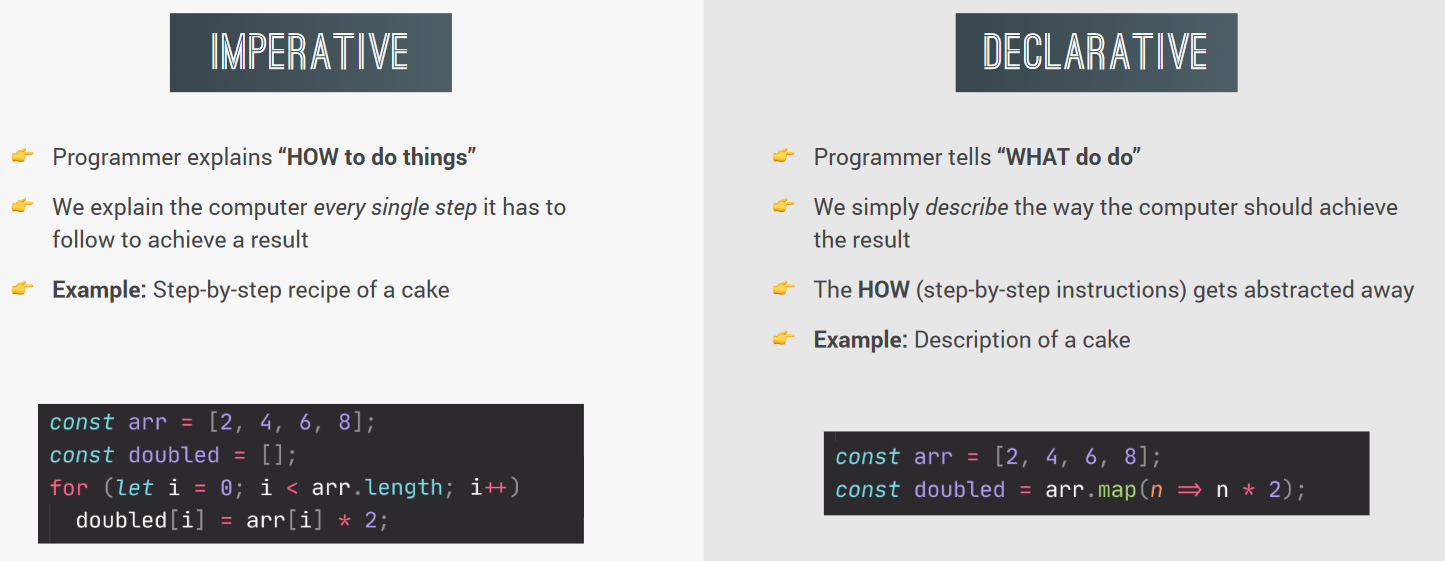 IMPERATIVE
👉 Programmer explains “HOW to do things”
👉 We explain the computer every single step it has to
follow to achieve a result
👉 Example: Step-by-step recipe of a cake
const arr = [2, 4, 6, 8];
const doubled = [];
for (let i = 0; i < arr.length; i++)
  doubled[i] = arr[i] * 2;
DECLARATIVE
👉 Programmer tells “WHAT do do”
👉 We simply describe the way the computer should achieve
the result
👉 The HOW (step-by-step instructions) gets abstracted away
👉 Example: Description of a cake
const arr = [2, 4, 6, 8];
const doubled = arr.map(n => n * 2);